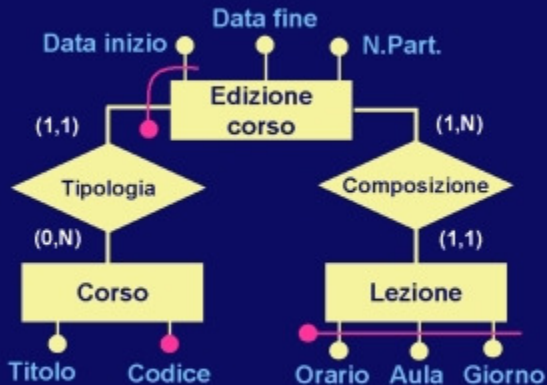 Data fine
Data inizio
N.Part.
Edizione
corso
(1,1)
(1,N)
Tipologia
Composizione
(0,N)
(1,1)
Corso
Lezione
Titolo
Codice
Orario
Aula
Giorno